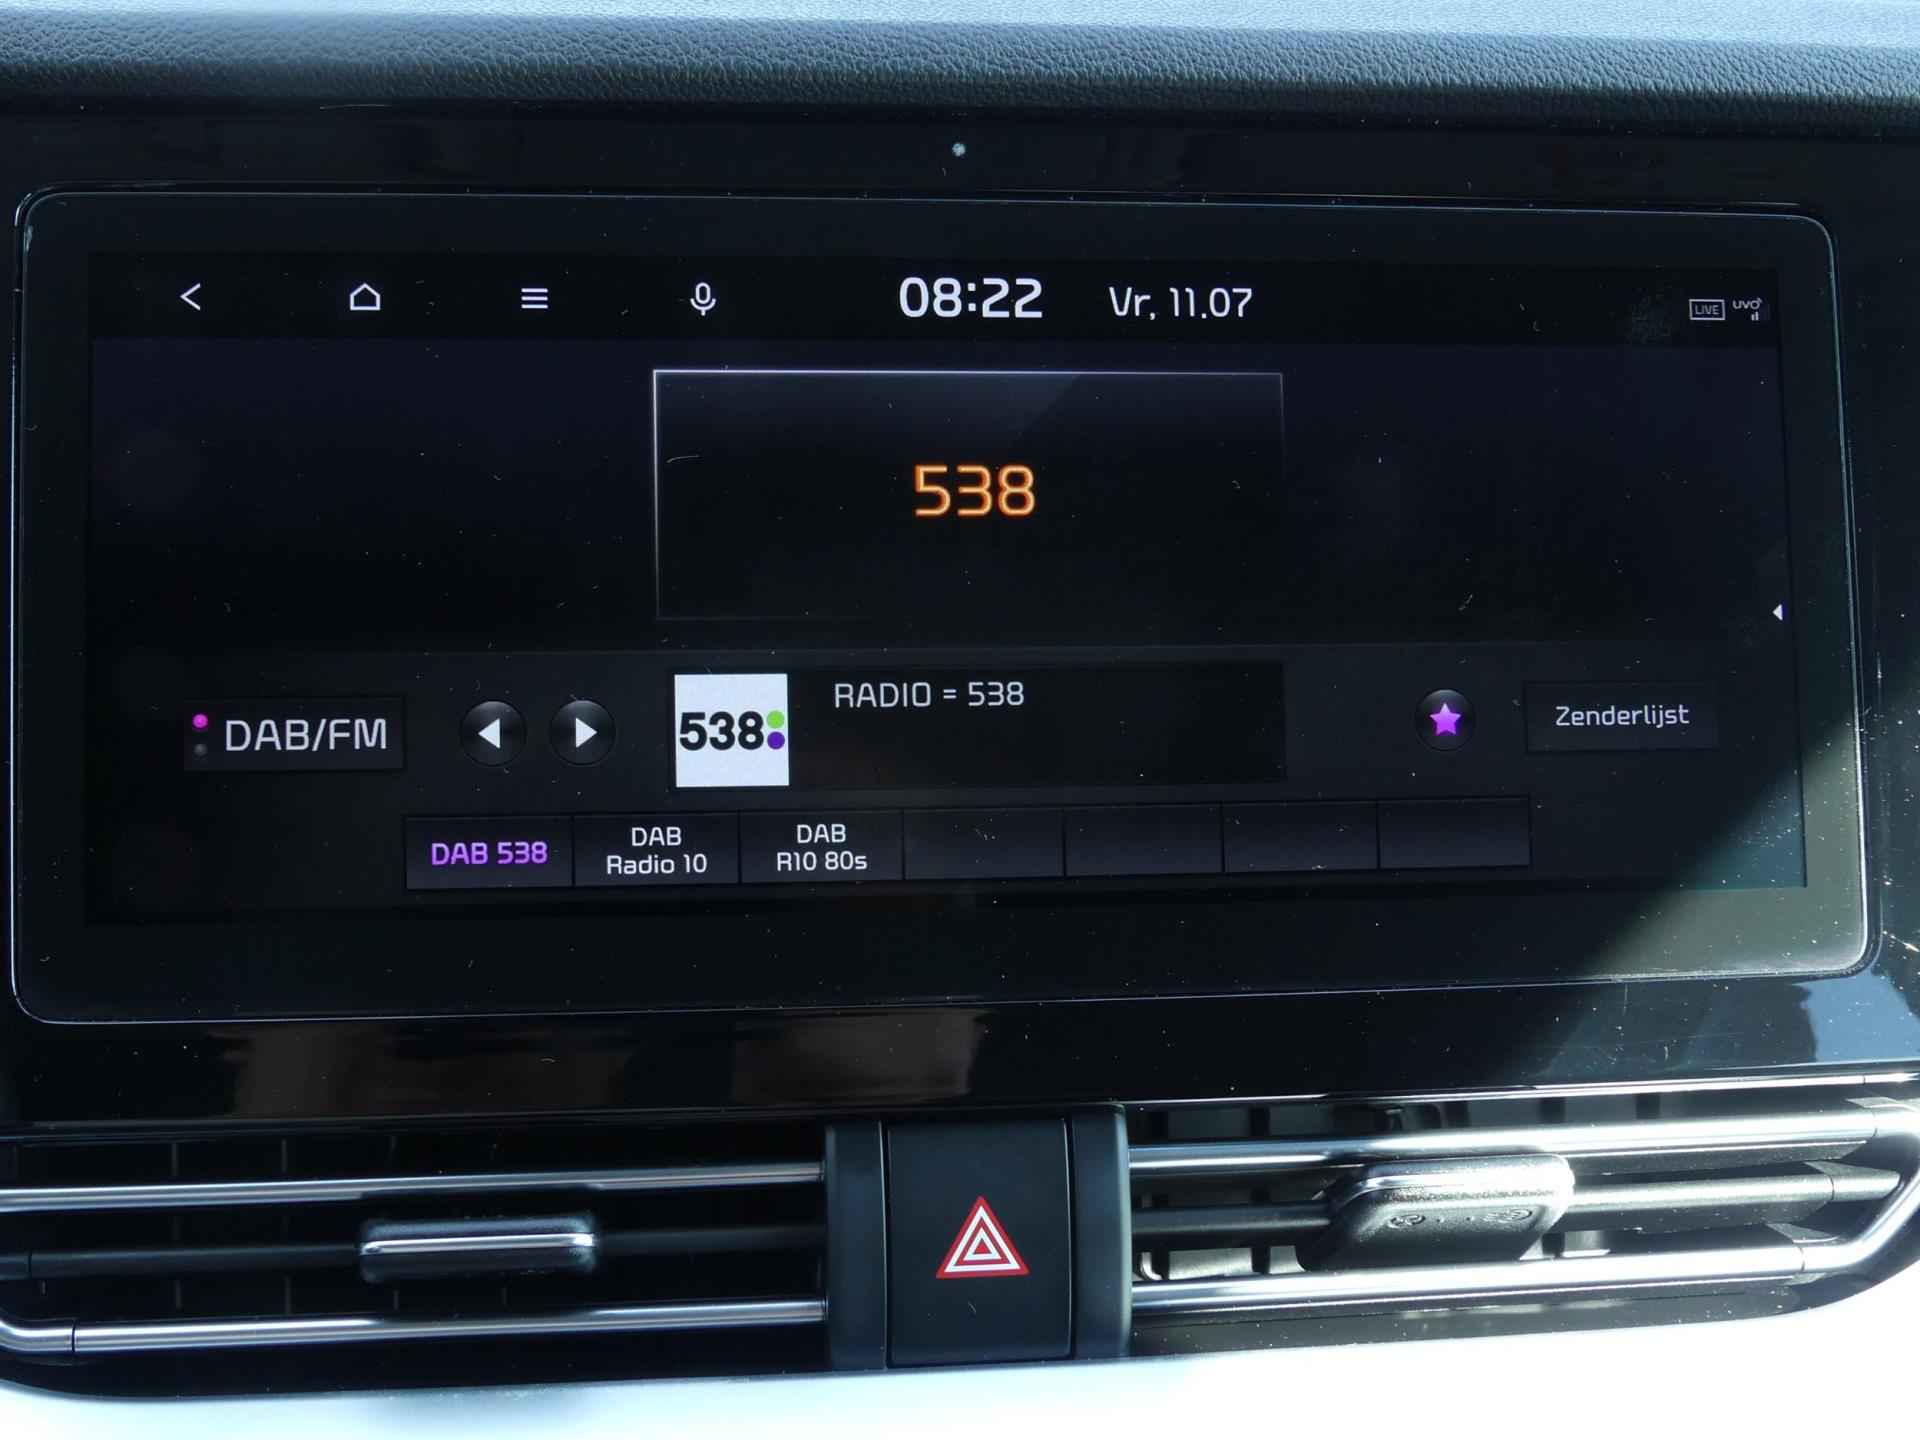 08:22
Vr, 11.07
LIVE
UVO
538
DAB/FM
538
RADIO = 538
Zenderlijst
DAB 538
DAB
Radio 10
DAB
R10 80s